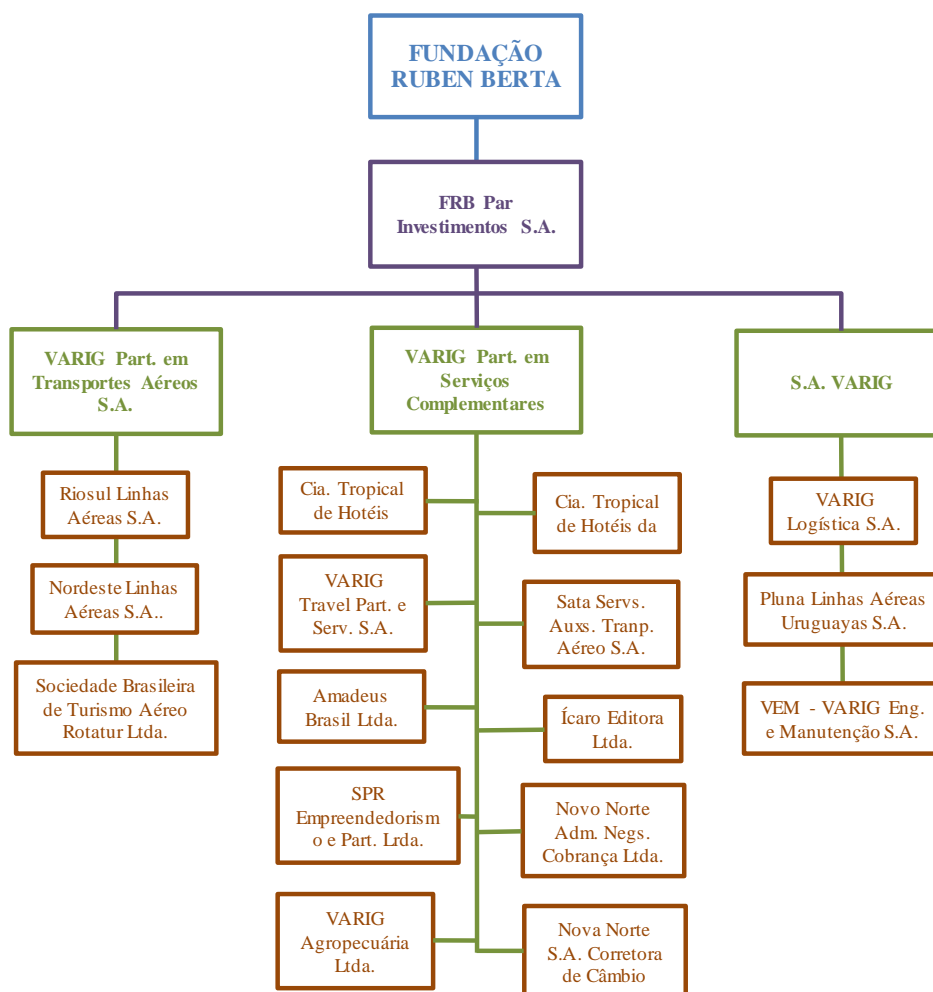 FUNDAÇÃO
RUBEN BERTA
FRB Par
Investimentos S.A.
VARIG Part. em
Transportes Aéreos
S.A.
VARIG Part. em
Serviços
Complementares
S.A. VARIG
Riosul Linhas
Aéreas S.A.
Nordeste Linhas
Aéreas S.A..
Sociedade Brasileira
de Turismo Aéreo
Rotatur Ltda.
Cia. Tropical
de Hotéis
Cia. Tropical
de Hotéis da
VARIG
Travel Part. e
Serv. S.A.
Sata Servs.
Auxs. Tranp.
Aéreo S.A.
Amadeus
Brasil Ltda.
Ícaro Editora
Ltda.
SPR
Empreendedorism
o e Part. Lrda.
Novo Norte
Adm. Negs.
Cobrança Ltda.
VARIG
Agropecuária
Ltda.
Nova Norte
S.A. Corretora
de Câmbio
VARIG
Logística S.A.
Pluna Linhas Aéreas
Uruguayas S.A.
VEM - VARIG Eng.
e Manutenção S.A.